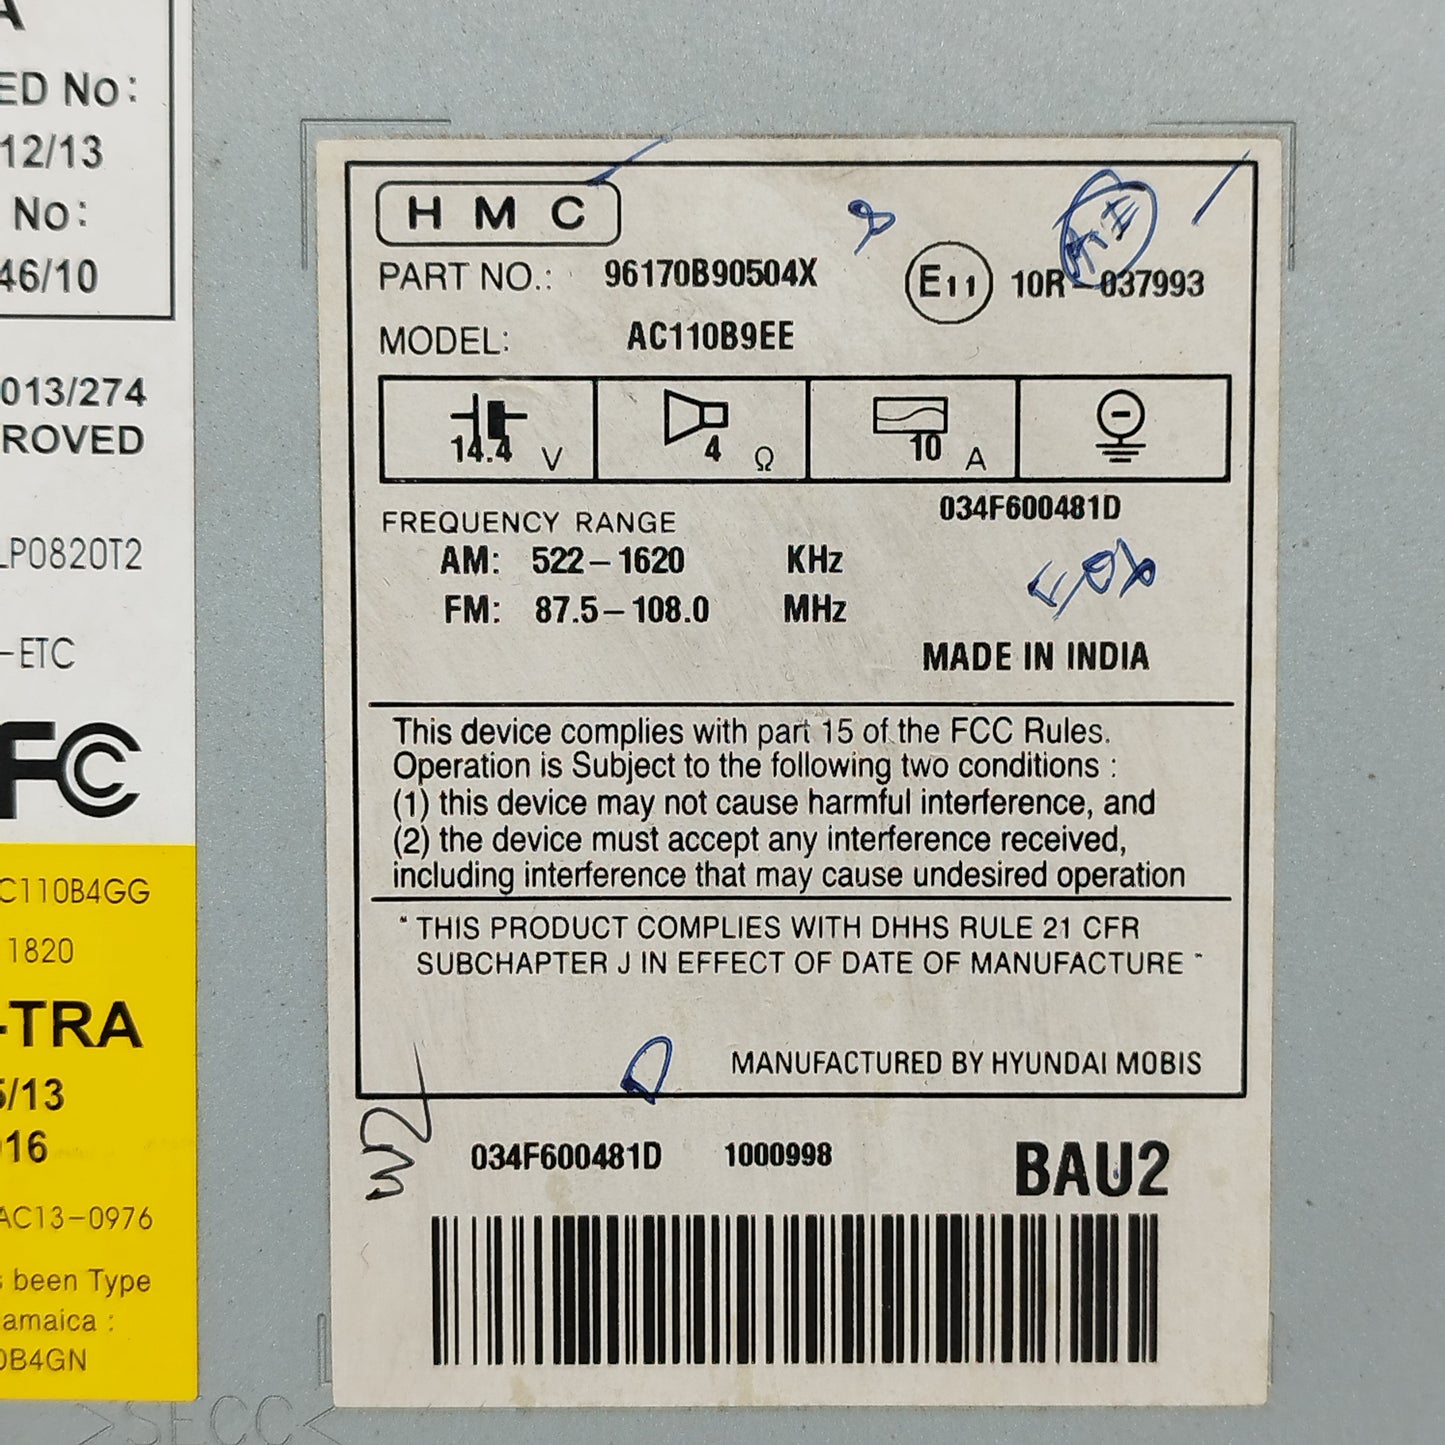 A
ED No:
12/13
No:
46/10
013/274
ROVED
LP0820T2
-ETC
FC
C110B4GG
1820
-TRA
5/13
016
AC13-0976
s been Type
amaica :
0B4GN
>SECC<
HMC
PART NO.: 96170B90504X
E11 10R-037993
MODEL: AC110B9EE
14.4 V 4 Ω 10 A
034F600481D
FREQUENCY RANGE
AM: 522-1620 KHz
FM: 87.5-108.0 MHz
MADE IN INDIA
This device complies with part 15 of the FCC Rules.
Operation is Subject to the following two conditions :
(1) this device may not cause harmful interference, and
(2) the device must accept any interference received,
including interference that may cause undesired operation
" THIS PRODUCT COMPLIES WITH DHHS RULE 21 CFR
SUBCHAPTER J IN EFFECT OF DATE OF MANUFACTURE "
MANUFACTURED BY HYUNDAI MOBIS
034F600481D 1000998 BAU2